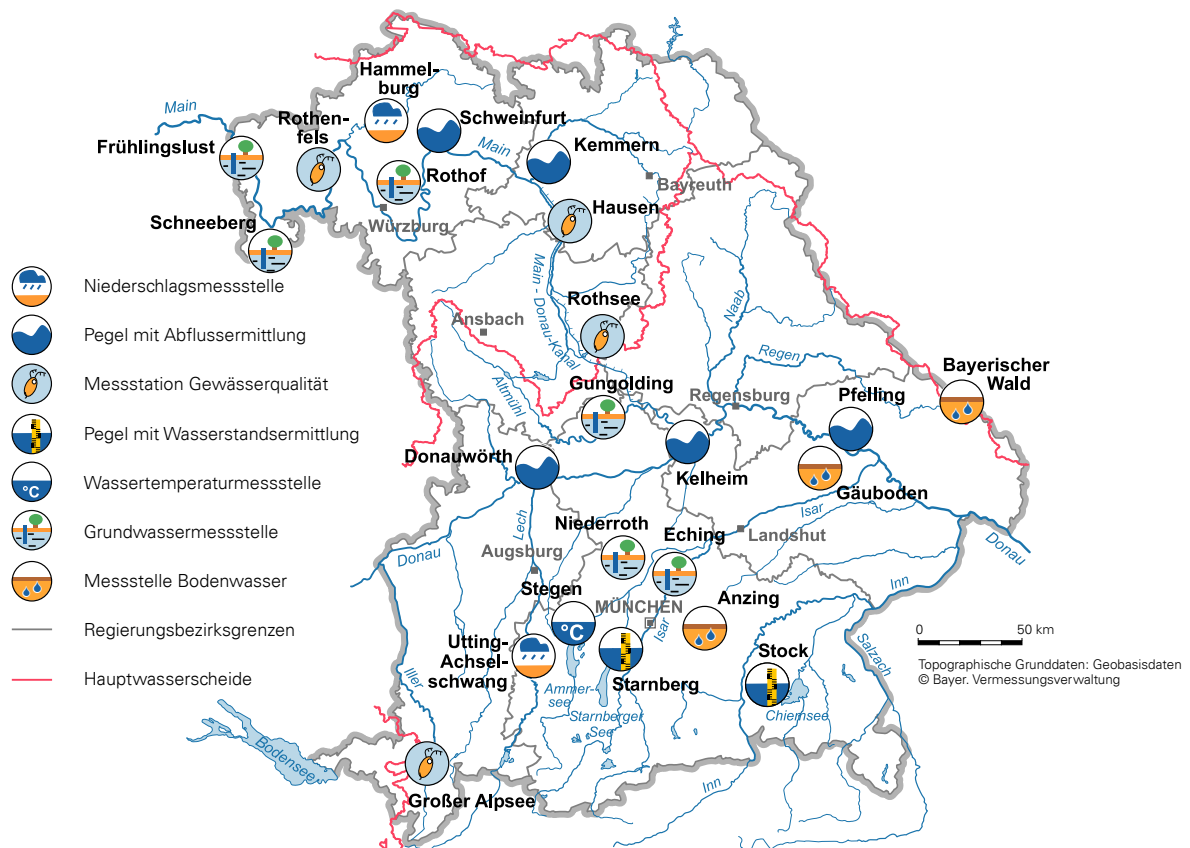 Hammel-
burg
Main
Rothen-
fels
Schweinfurt
Frühlingslust
Main
Kemmern
Rothof
Bayreuth
Schneeberg
Würzburg
Hausen
Niederschlagsmessstelle
Pegel mit Abflussermittlung
Messstation Gewässerqualität
Pegel mit Wasserstandsermittlung
°C
Wassertemperaturmessstelle
Grundwassermessstelle
Messstelle Bodenwasser
Regierungsbezirksgrenzen
Hauptwasserscheide
Main - Donau-Kanal
Rothsee
Ansbach
Naab
Regen
Altmühl
Gungolding
Regensburg
Pfelling
Bayerischer
Wald
Donauwörth
Kelheim
Gäuboden
Lech
Isar
Niederroth
Eching
Landshut
Donau
Donau
Augsburg
Stegen
°C
MÜNCHEN
Isar
Anzing
Inn
Utting-
Achsel-
schwang
Starnberg
Stock
Salzach
0 50 km
Topographische Grunddaten: Geobasisdaten
© Bayer. Vermessungsverwaltung
Iller
Ammer-
see
Starnberger
See
Chiemsee
Bodensee
Großer Alpsee
Inn